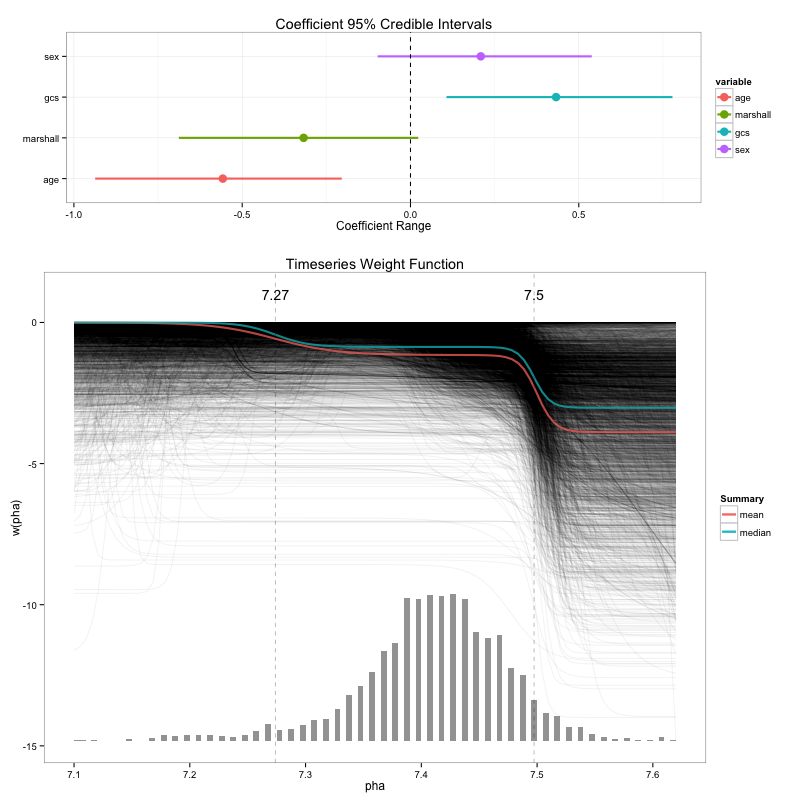 Coefficient 95% Credible Intervals
sex
gcs
marshall
age
-1.0 -0.5 0.0 0.5
Coefficient Range
variable
age
marshall
gcs
sex
Timeseries Weight Function
7.27 7.5
0
-5
-10
-15
w(pha)
7.1 7.2 7.3 7.4 7.5 7.6
pha
Summary
mean
median